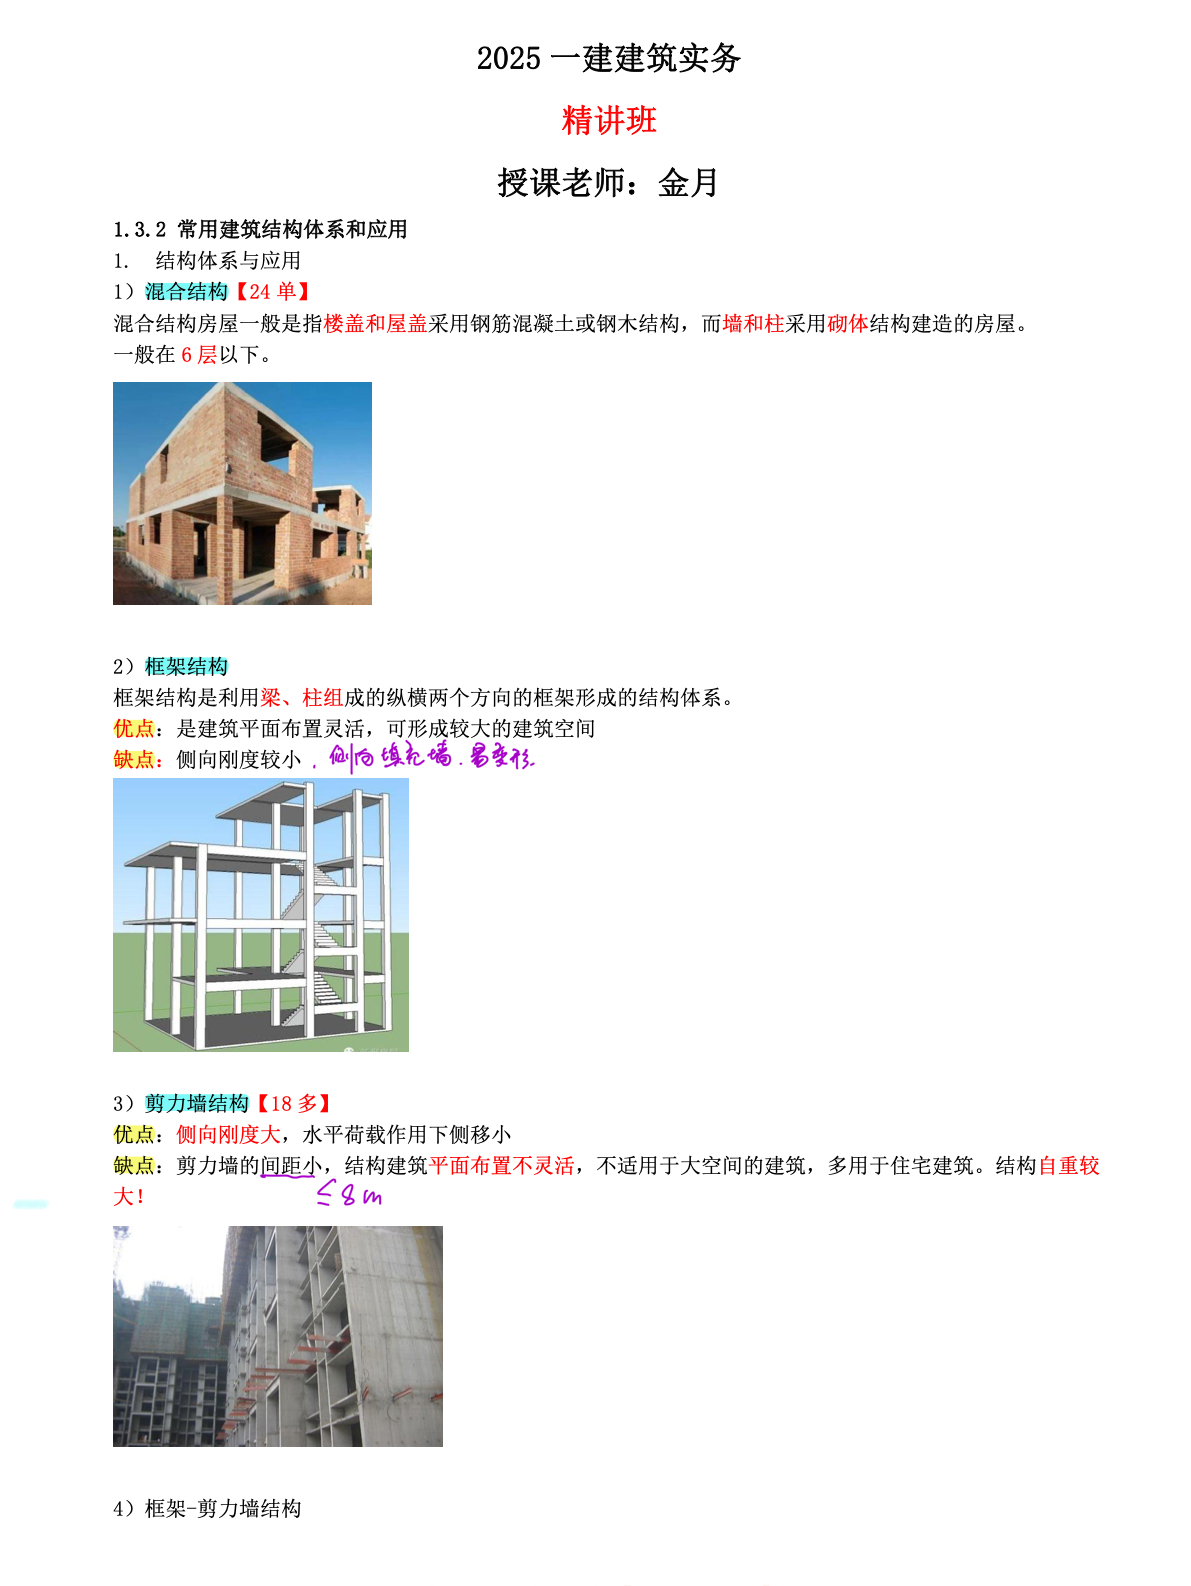 2025 一建建筑实务
精讲班
授课老师：金月
1.3.2 常用建筑结构体系和应用
1. 结构体系与应用
1）混合结构【24 单】
混合结构房屋一般是指楼盖和屋盖采用钢筋混凝土或钢木结构，而墙和柱采用砌体结构建造的房屋。
一般在 6 层以下。
2）框架结构
框架结构是利用梁、柱组成的纵横两个方向的框架形成的结构体系。
优点：是建筑平面布置灵活，可形成较大的建筑空间
缺点：侧向刚度较小．侧向填充墙．易变形．
3）剪力墙结构【18 多】
优点：侧向刚度大，水平荷载作用下侧移小
缺点：剪力墙的间距小，结构建筑平面布置不灵活，不适用于大空间的建筑，多用于住宅建筑。结构自重较
大！
≤8m
4）框架-剪力墙结构